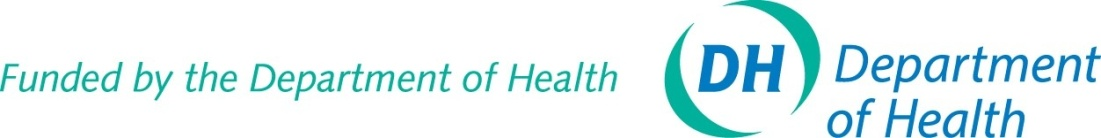 Funded by the Department of Health
DH Department
of Health